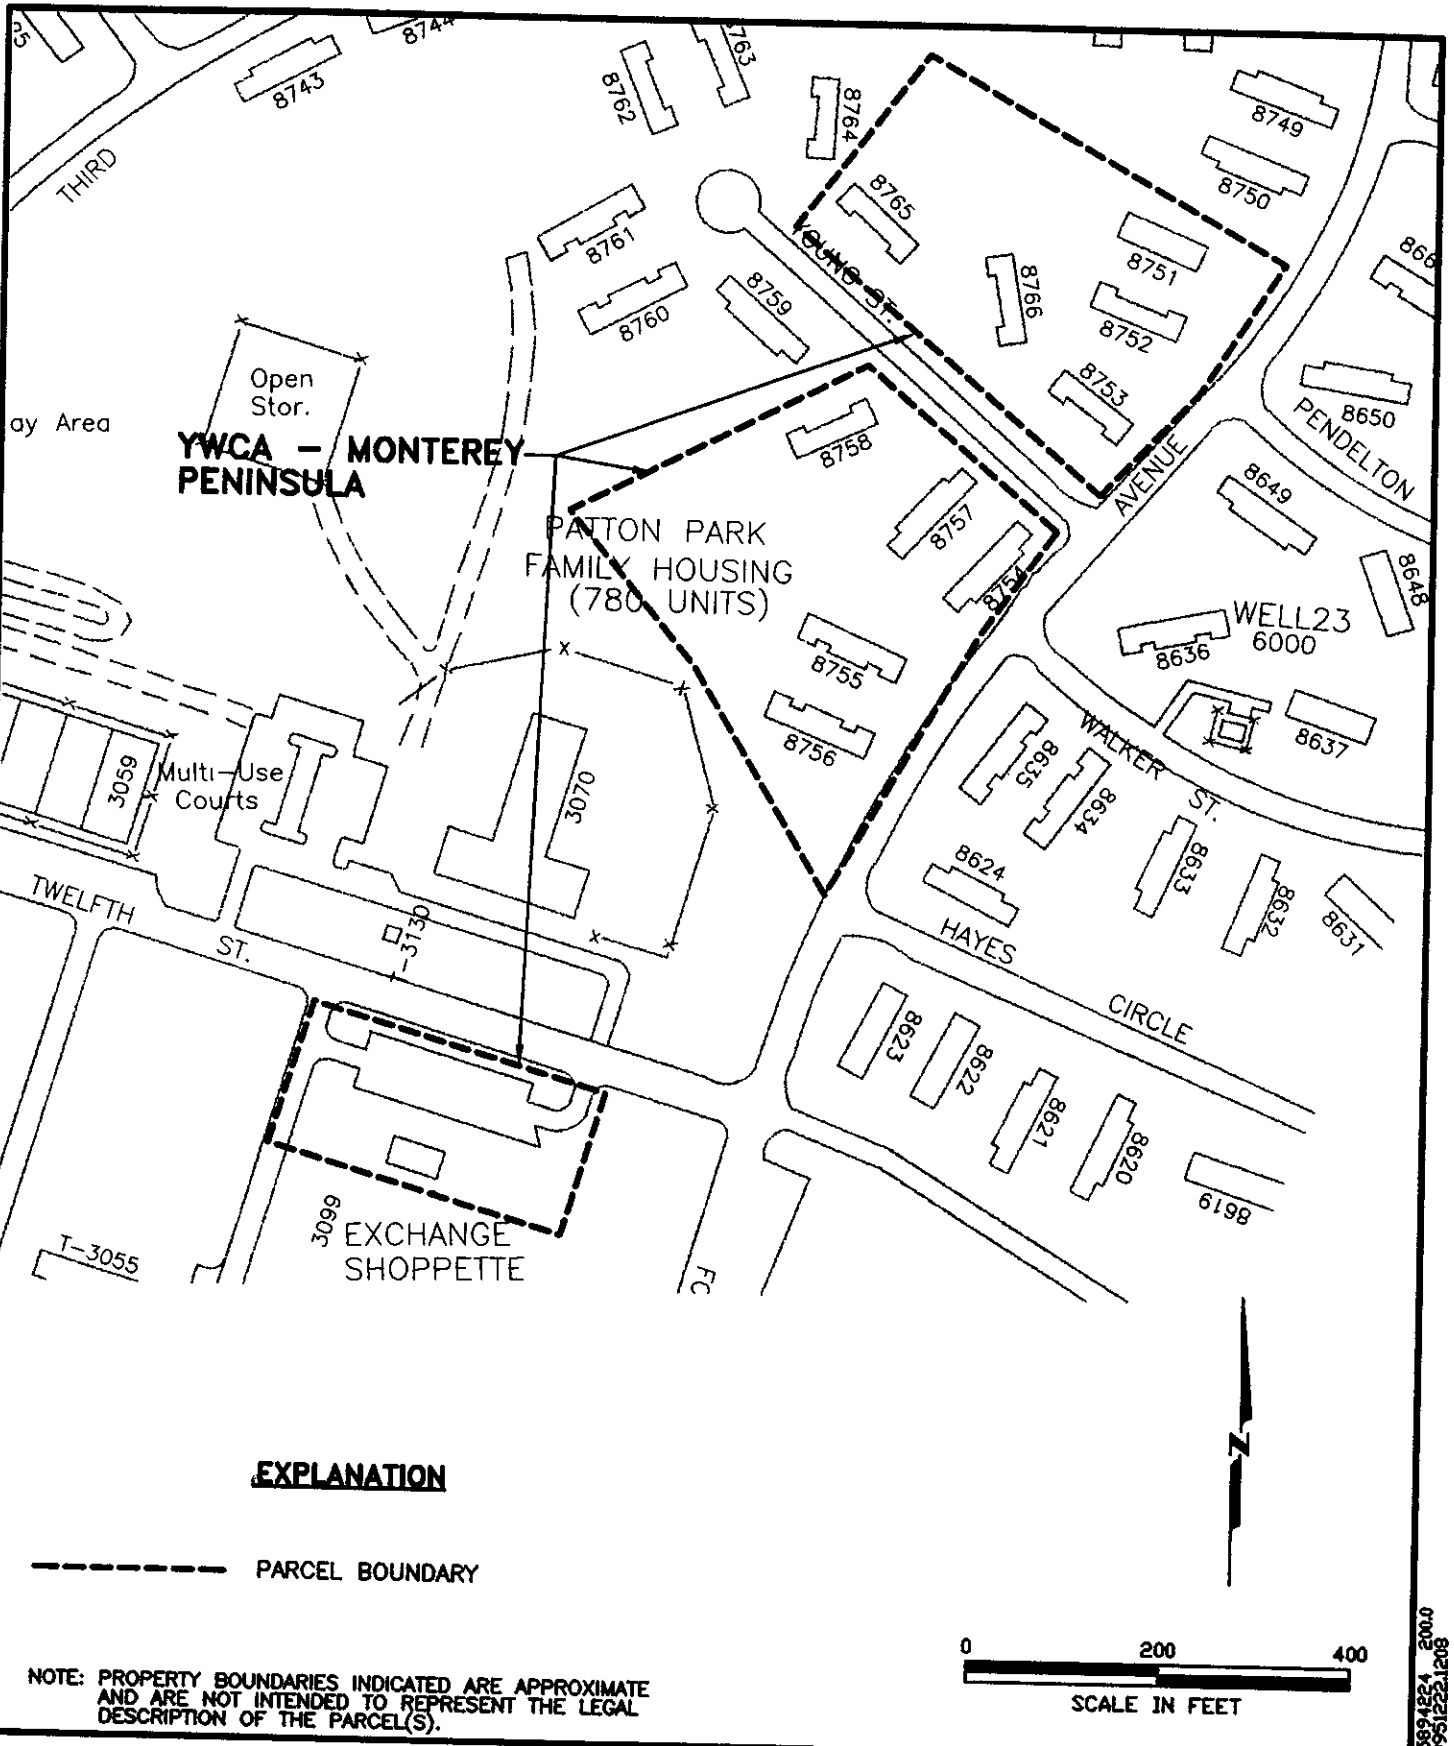 8744
8763
8743
8762
8764
8749
8750
THIRD
8765
8761
8751
YOUNG ST.
8766
8760
8759
8752
8753
8650
PENDELTON
Open
Stor.
ay Area
YWCA – MONTEREY
PENINSULA
8758
AVENUE
8649
8757
PATTON PARK
FAMILY HOUSING
(780 UNITS)
8754
8648
WELL23
6000
8636
8755
8756
8637
WALKER
ST.
8635
8634
3059
Multi-Use
Courts
3070
8624
8633
8632
8631
TWELFTH
ST.
3130
HAYES
CIRCLE
8623
8622
8621
8620
8619
3099
EXCHANGE
SHOPPETTE
T-3055
FO
N
EXPLANATION
PARCEL BOUNDARY
0 200 400
SCALE IN FEET
NOTE: PROPERTY BOUNDARIES INDICATED ARE APPROXIMATE
AND ARE NOT INTENDED TO REPRESENT THE LEGAL
DESCRIPTION OF THE PARCEL(S).